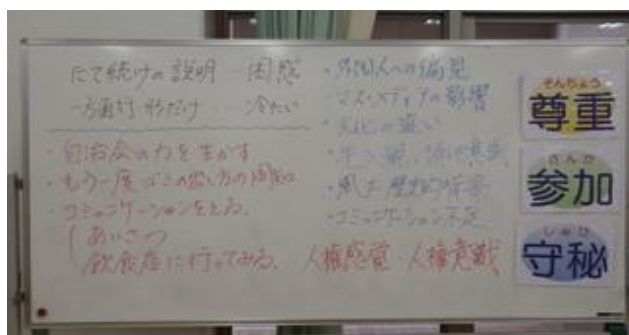 たて続けの説明…困惑
一方通行 形だけ…冷たい
・自治会の力を生かす
・もう一度 ゴミの出し方の周知
・コミュニケーションをとる。
あいさつ
飲食店に行ってみる。
・外国人への偏見
マス・メディアの影響
・文化の違い
・風土 歴史的背景
・コミュニケーション不足
人権感覚・人権意識
そんちょう
尊重
さんか
参加
しゅひ
守秘